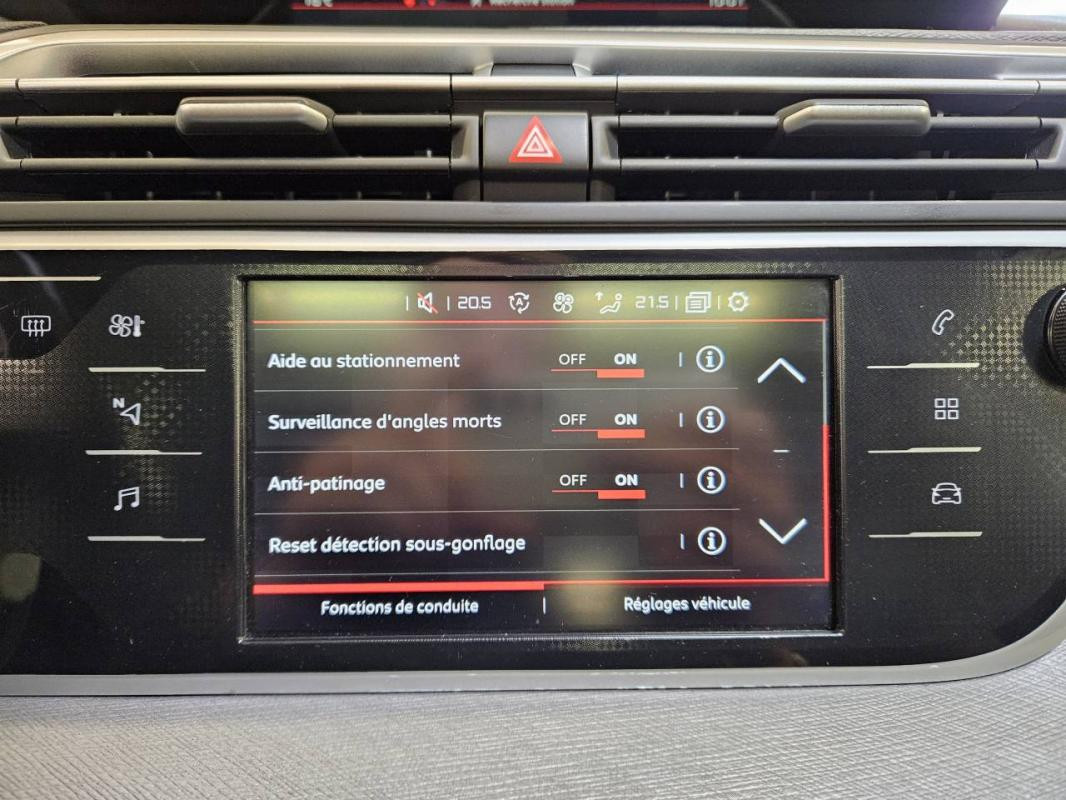 20.5 A 21.5
Aide au stationnement OFF ON
Surveillance d'angles morts OFF ON
N
Anti-patinage OFF ON
Reset détection sous-gonflage
Fonctions de conduite Réglages véhicule